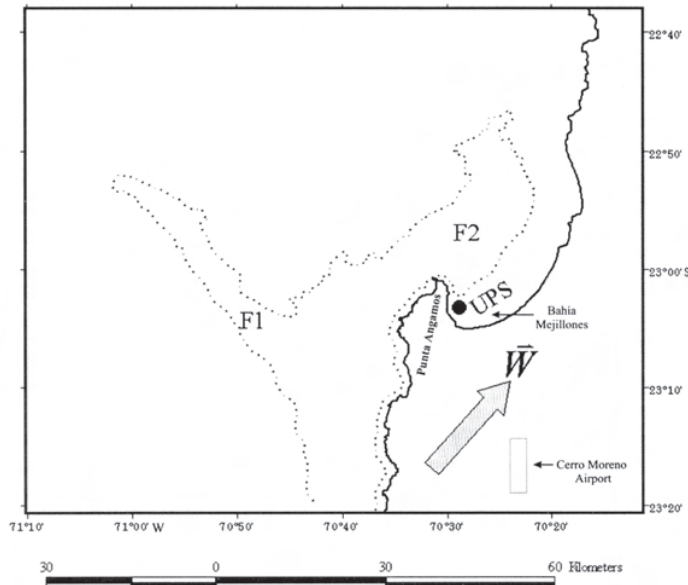 22°40'
22°50'
F2
23°00'S
UPS
Bahía
Mejillones
F1
Punta Angamos
W
23°10'
Cerro Moreno
Airport
23°20'
71°10'
71°00' W
70°50'
70°40'
70°30'
70°20'
30
0
30
60 Kilometers